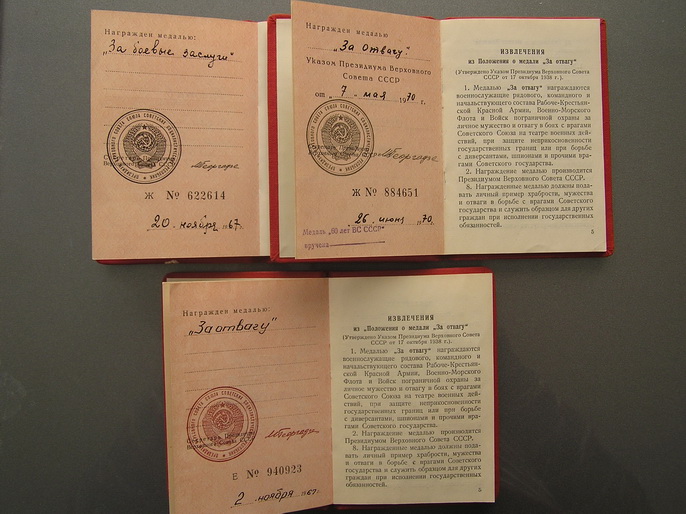 Награжден медалью
„За боевые заслуги"
Ж № 622614
20 ноября 1967.
Награжден медалью
„За отвагу"
Указом Президиума Верховного
Совета СССР
от „ 7 „ мая 1970 г.
Ж № 884651
26 июня 1970.
Медаль „60 лет ВС СССР"
вручена
ИЗВЛЕЧЕНИЯ
из Положения о медали „За отвагу"
(Утверждено Указом Президиума Верховного Совета
СССР от 17 октября 1938 г.)
1. Медалью „За отвагу" награждаются
военнослужащие рядового, командного и
начальствующего состава Рабоче-Крестьян-
ской Красной Армии, Военно-Морского
Флота и Войск пограничной охраны за
личное мужество и отвагу в боях с врагами
Советского Союза на театре военных дей-
ствий, при защите неприкосновенности
государственных границ или при борьбе
с диверсантами, шпионами и прочими вра-
гами Советского государства.
2. Награждение медалью производится
Президиумом Верховного Совета СССР.
8. Награжденные медалью должны пода-
вать личный пример храбрости, мужества
и отваги в борьбе с врагами Советского
государства и служить образцом для других
граждан при исполнении государственных
обязанностей.
5
Награжден медалью:
„За отвагу"
Е № 940923
2 ноября 1967.
ИЗВЛЕЧЕНИЯ
из „Положения о медали „За отвагу"
(Утверждено Указом Президиума Верховного Совета
СССР от 17 октября 1938 г.).
1. Медалью „За отвагу" награждаются
военнослужащие рядового, командного и
начальствующего состава Рабоче-Крестьян-
ской Красной Армии, Военно-Морского
Флота и Войск пограничной охраны за
личное мужество и отвагу в боях с врагами
Советского Союза на театре военных дей-
ствий, при защите неприкосновенности
государственных границ или при борьбе
с диверсантами, шпионами и прочими
врагами Советского государства.
2. Награждение медалью производится
Президиумом Верховного Совета СССР.
8. Награжденные медалью должны пода-
вать личный пример храбрости, мужества
и отваги в борьбе с врагами Советского
государства и служить образцом для других
граждан при исполнении государственных
обязанностей.
5